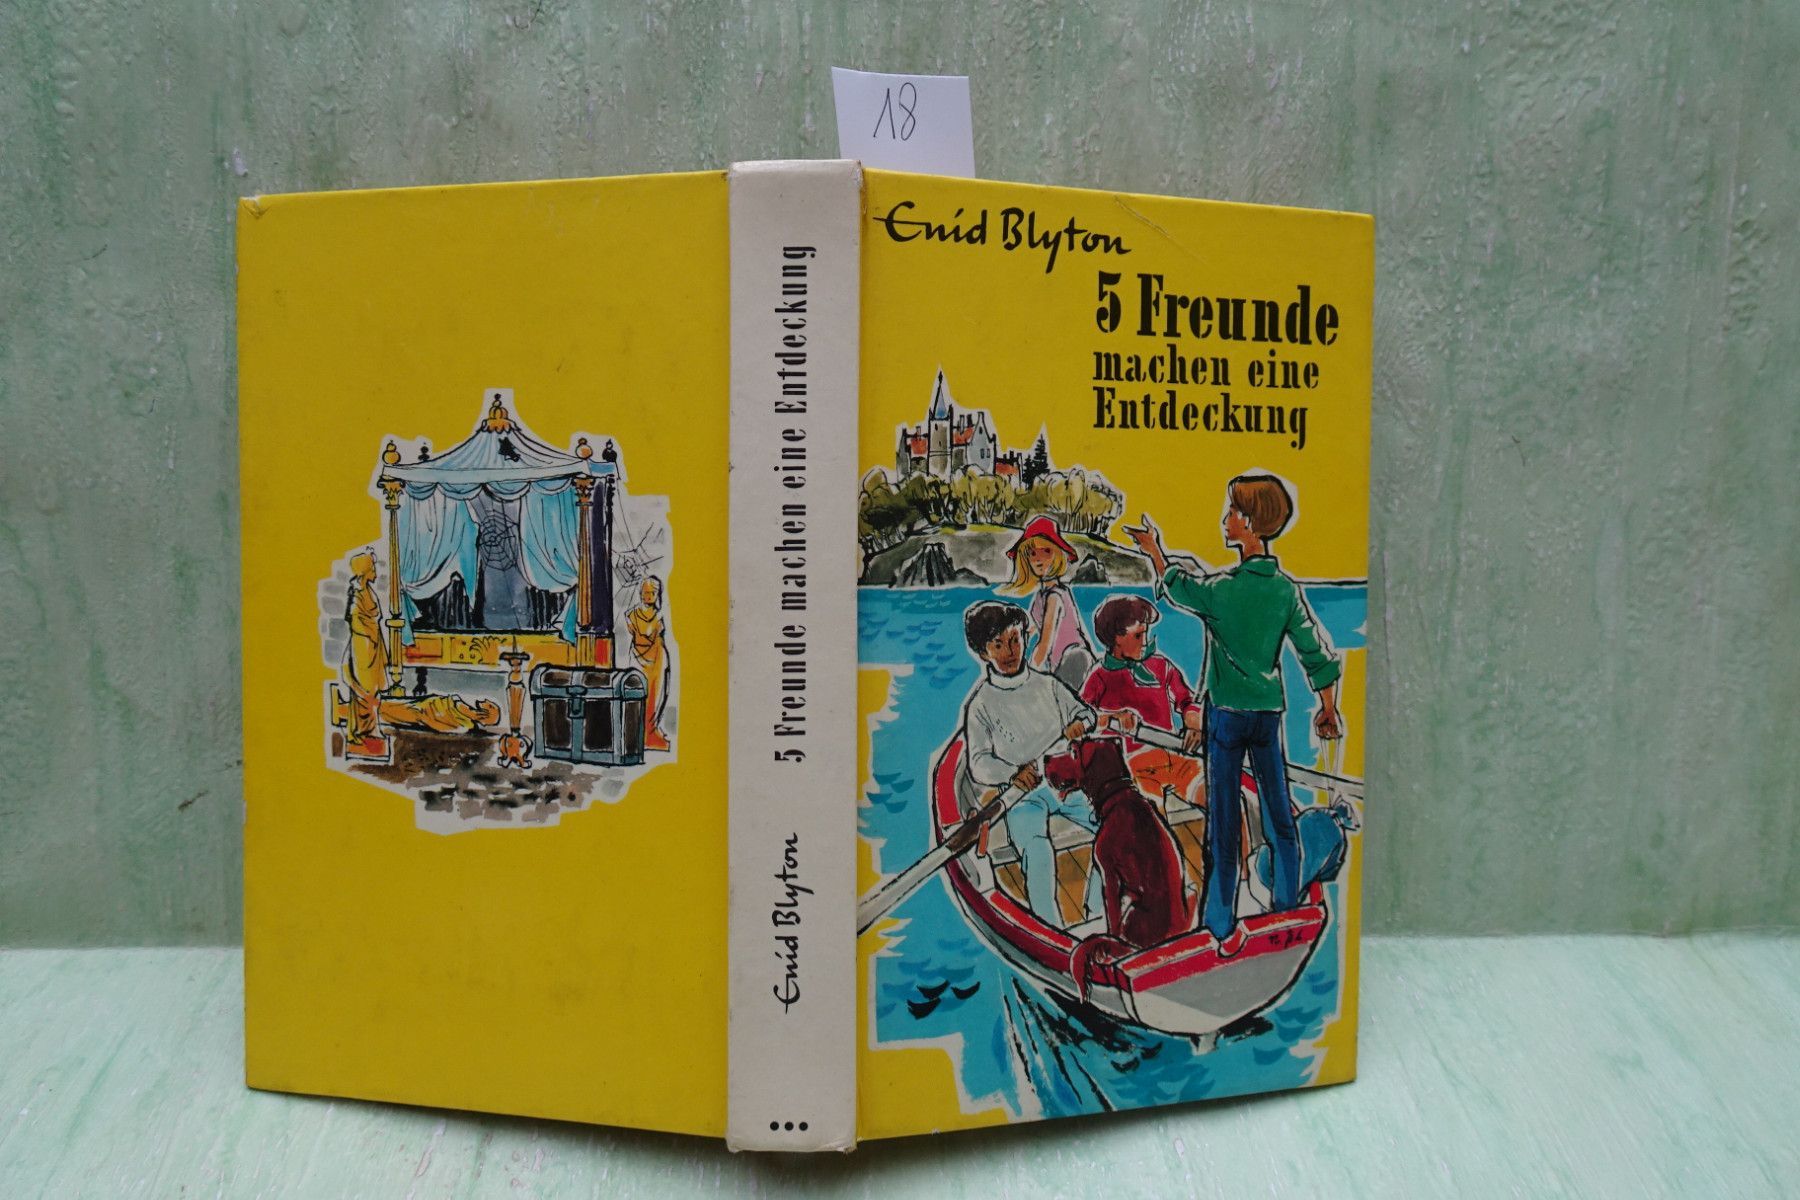 18
Enid Blyton
5 Freunde
machen eine
Entdeckung
Enid Blyton 5 Freunde machen eine Entdeckung